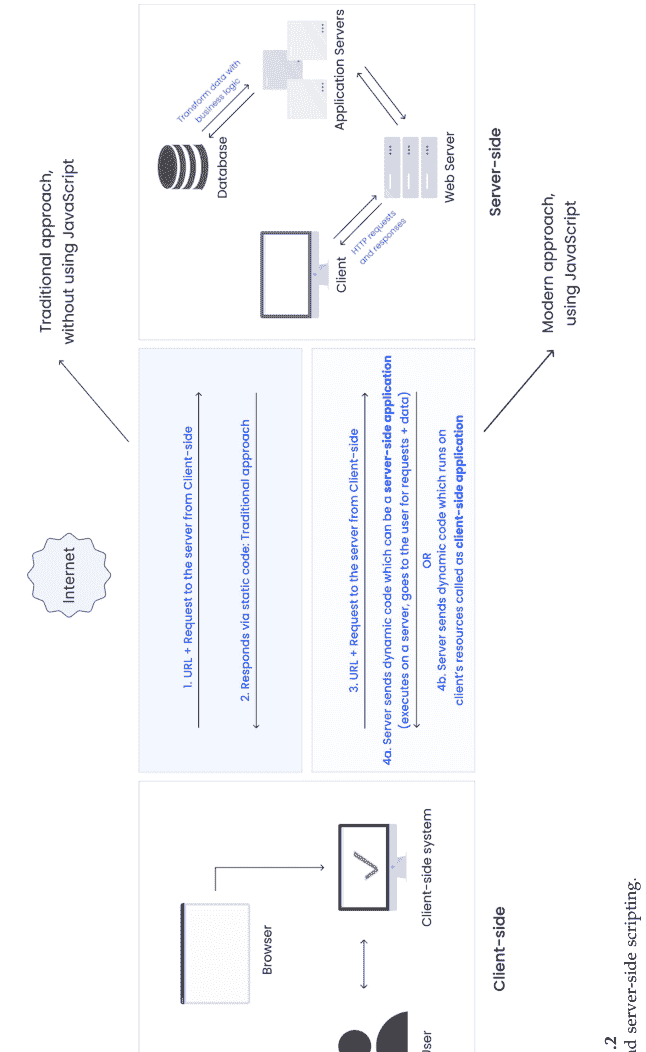 Internet
Traditional approach,
without using JavaScript
Browser
Client-side system
Client-side
1. URL + Request to the server from Client-side
2. Responds via static code: Traditional approach
3. URL + Request to the server from Client-side
4a. Server sends dynamic code which can be a server-side application
(executes on a server, goes to the user for requests + data)
OR
4b. Server sends dynamic code which runs on
client's resources called as client-side application
Database
Transform data with
business logic
Application Servers
Client
HTTP requests
and responses
Web Server
Server-side
Modern approach,
using JavaScript
.2
server-side scripting.